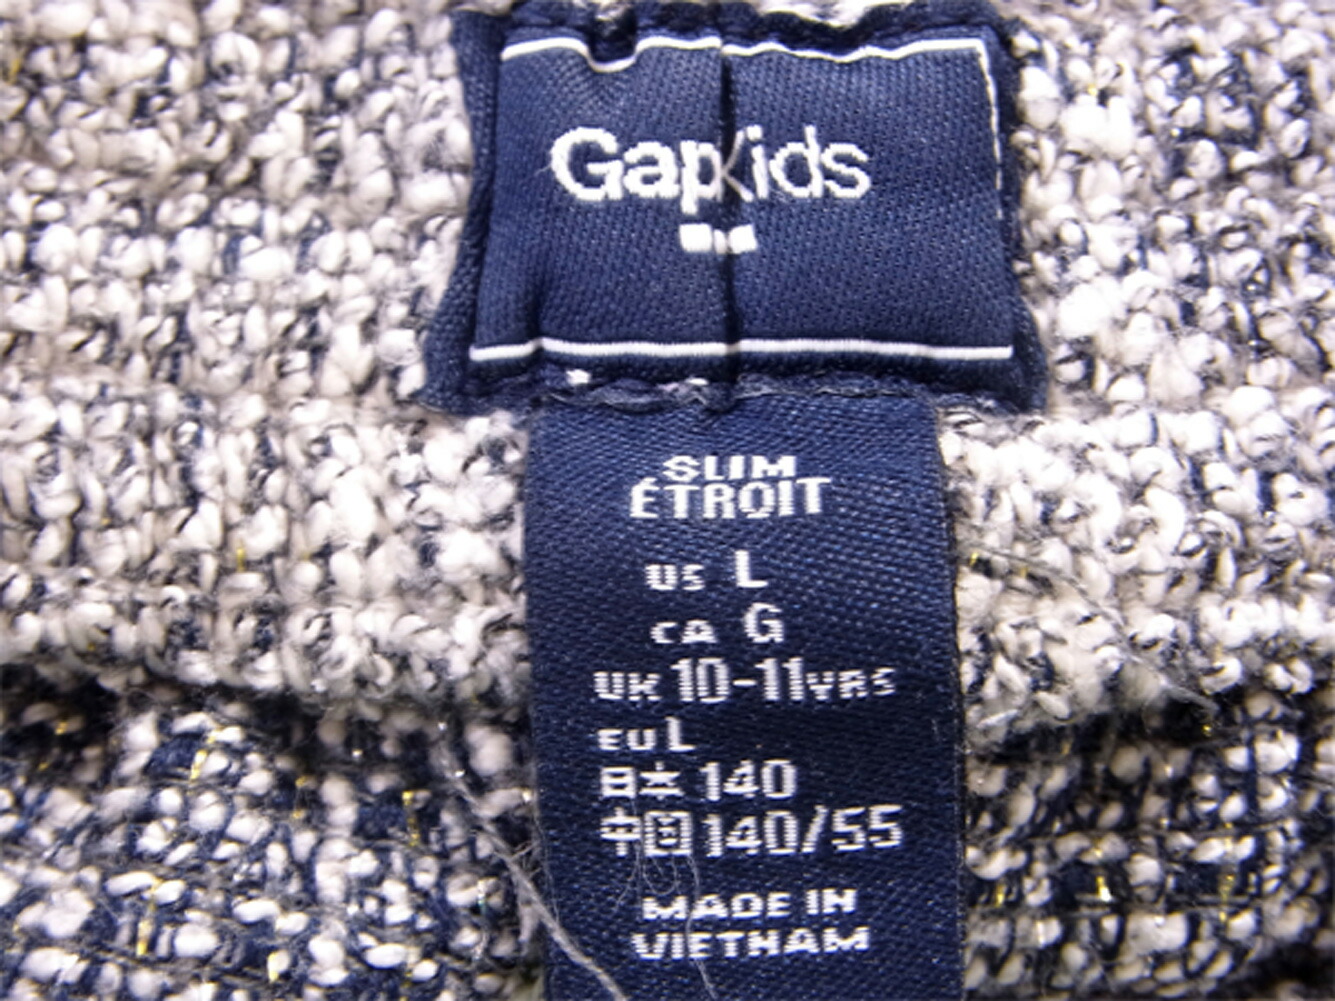 GapKids
SLIM
ÉTROIT
US L
CA G
UK 10-11YRS
EU L
日本 140
中国 140/55
MADE IN
VIETNAM